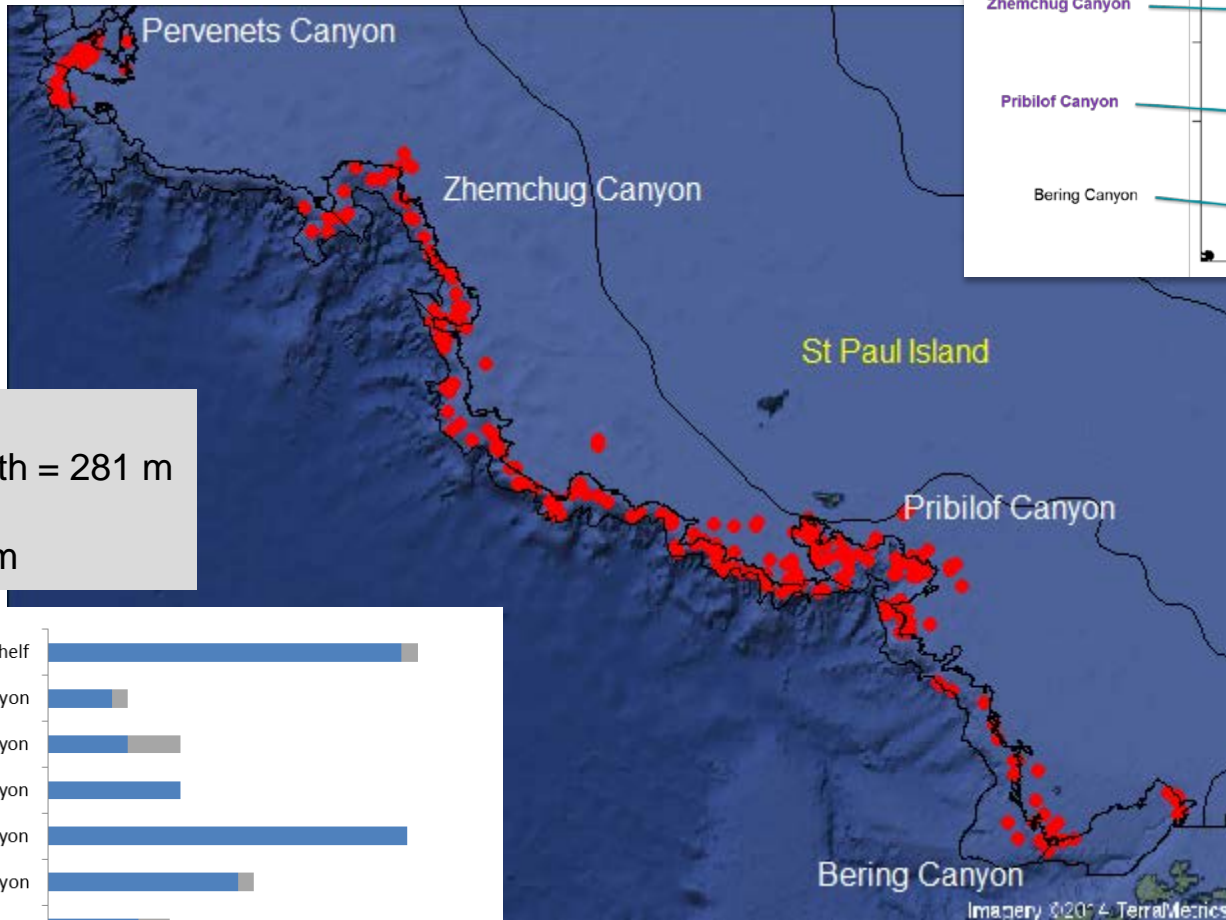 Zhemchug Canyon
Pervenets Canyon
Pribilof Canyon
Zhemchug Canyon
Bering Canyon
St Paul Island
th = 281 m
Pribilof Canyon
m
helf
yon
yon
yon
yon
yon
Bering Canyon
Imagery ©2014 TerraMetrics